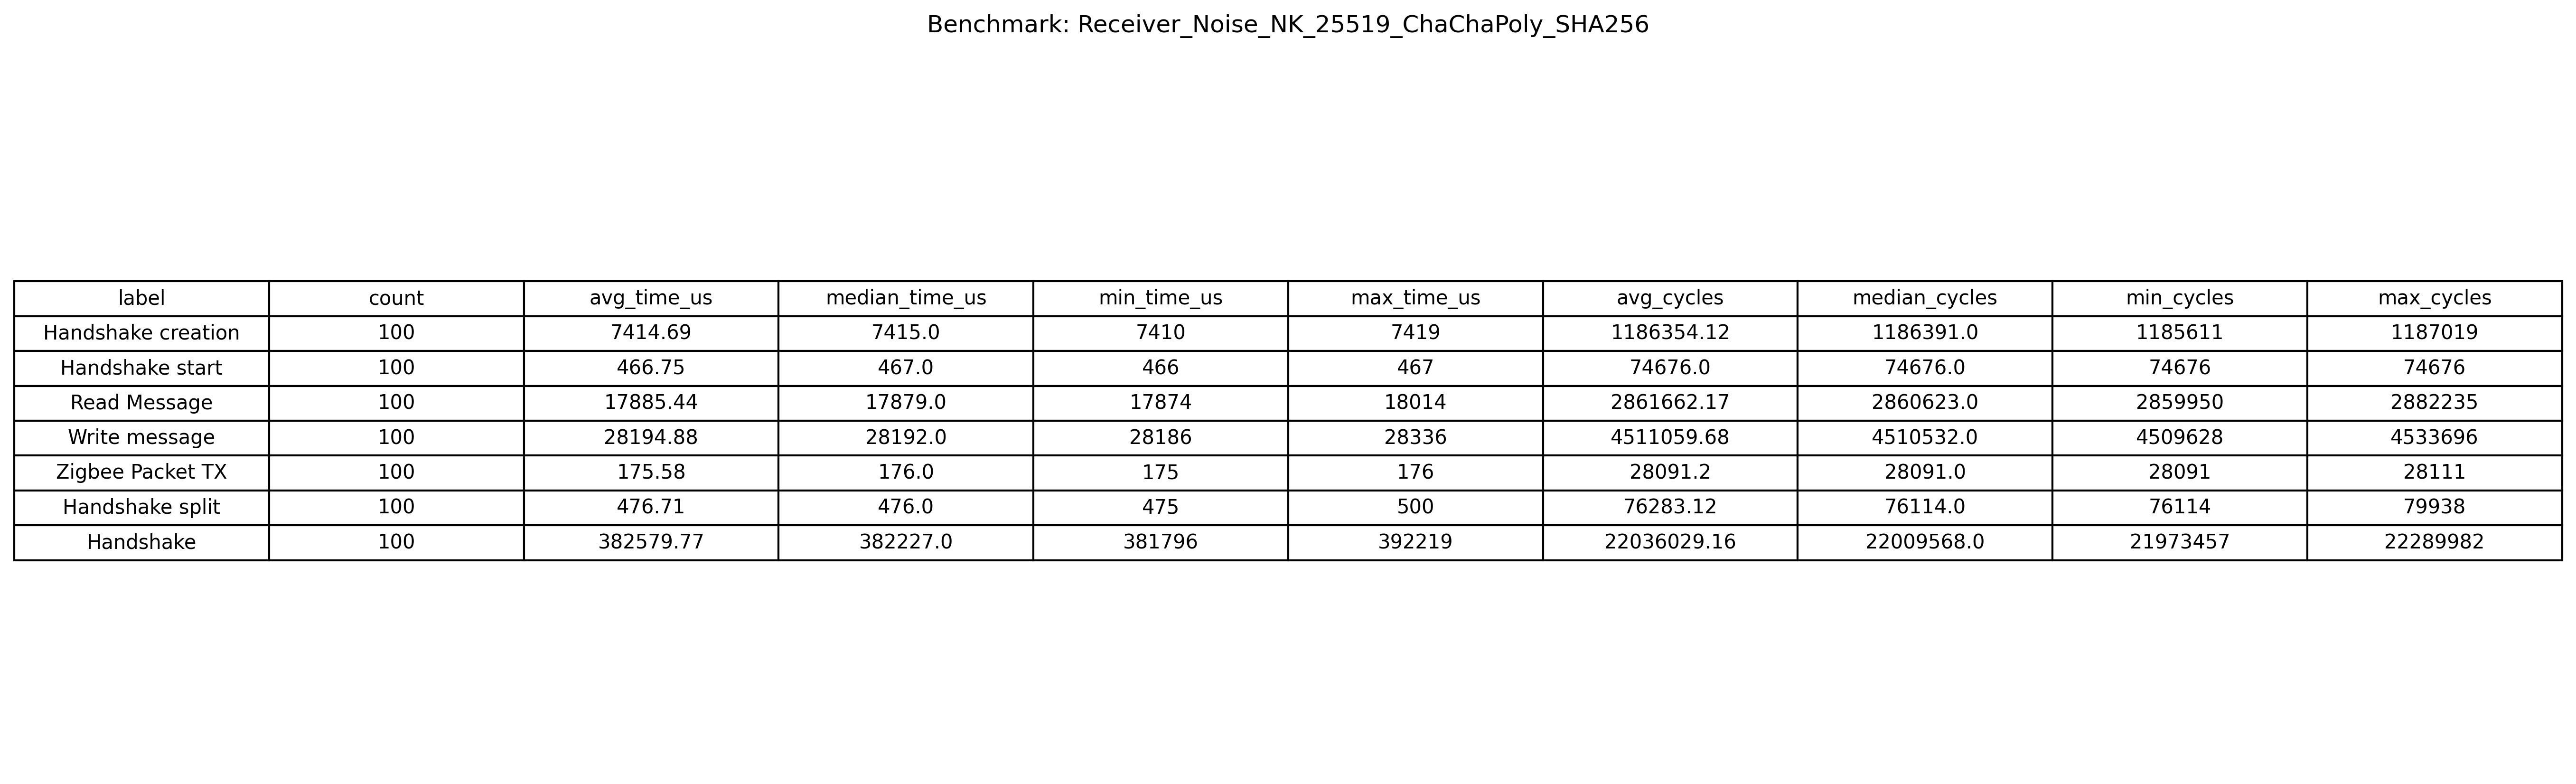 Benchmark: Receiver_Noise_NK_25519_ChaChaPoly_SHA256
label count avg_time_us median_time_us min_time_us max_time_us avg_cycles median_cycles min_cycles max_cycles
Handshake creation 100 7414.69 7415.0 7410 7419 1186354.12 1186391.0 1185611 1187019
Handshake start 100 466.75 467.0 466 467 74676.0 74676.0 74676 74676
Read Message 100 17885.44 17879.0 17874 18014 2861662.17 2860623.0 2859950 2882235
Write message 100 28194.88 28192.0 28186 28336 4511059.68 4510532.0 4509628 4533696
Zigbee Packet TX 100 175.58 176.0 175 176 28091.2 28091.0 28091 28111
Handshake split 100 476.71 476.0 475 500 76283.12 76114.0 76114 79938
Handshake 100 382579.77 382227.0 381796 392219 22036029.16 22009568.0 21973457 22289982